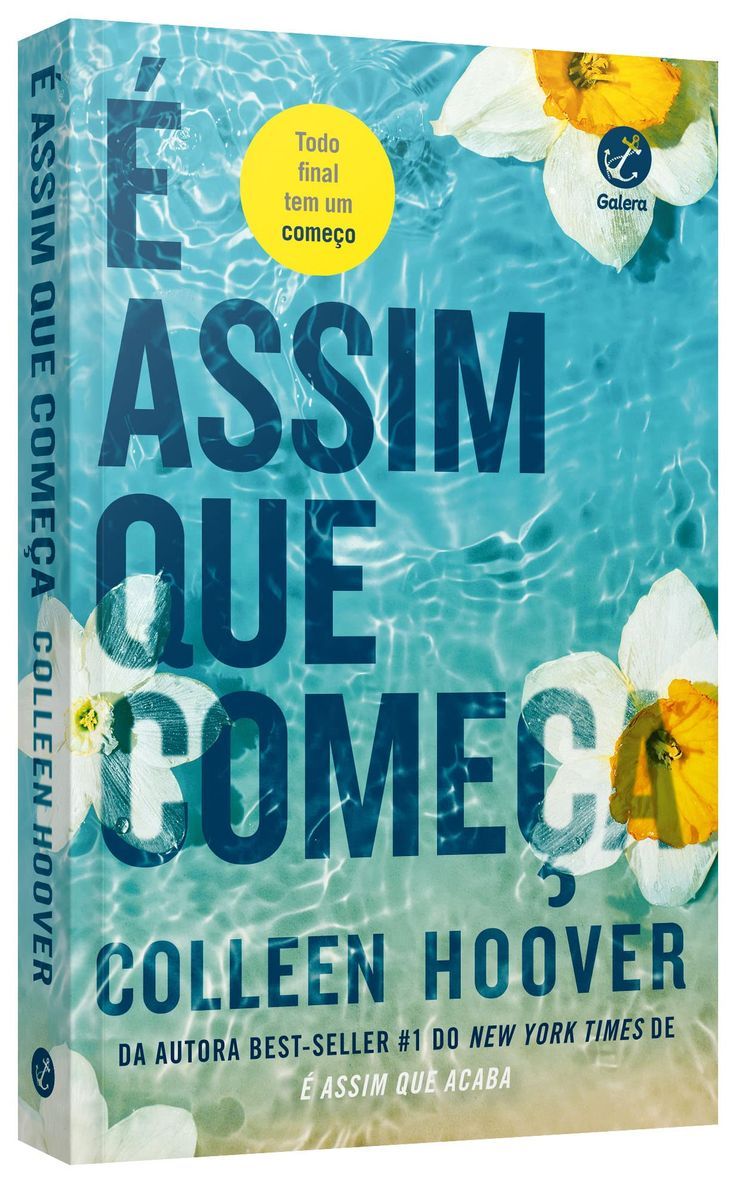 É ASSIM QUE COMEÇA COLLEEN HOOVER
Todo
final
tem um
começo
Galera
É
ASSIM
QUE
COMEÇA
COLLEEN HOOVER
DA AUTORA BEST-SELLER #1 DO NEW YORK TIMES DE
É ASSIM QUE ACABA